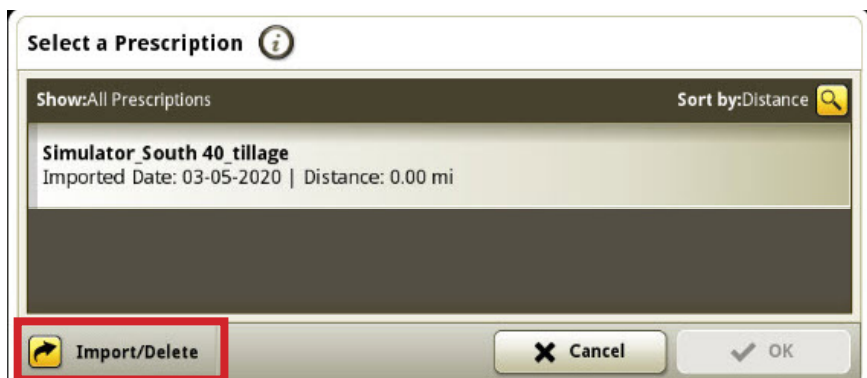 Select a Prescription i
Show:All Prescriptions Sort by:Distance
Simulator_South 40_tillage
Imported Date: 03-05-2020 | Distance: 0.00 mi
Import/Delete Cancel OK